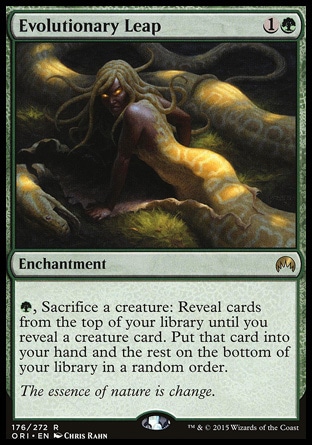 Evolutionary Leap 1
Enchantment
, Sacrifice a creature: Reveal cards
from the top of your library until you
reveal a creature card. Put that card into
your hand and the rest on the bottom of
your library in a random order.
The essence of nature is change.
176/272 R
ORI • EN CHRIS RAHN
™ & © 2015 Wizards of the Coast